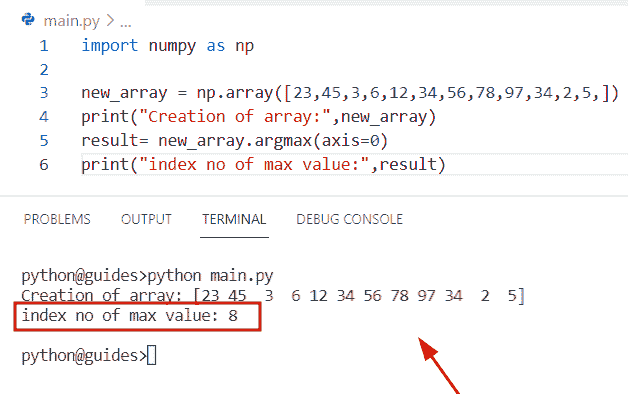 main.py > ...
1 import numpy as np
2
3 new_array = np.array([23,45,3,6,12,34,56,78,97,34,2,5,])
4 print("Creation of array:",new_array)
5 result= new_array.argmax(axis=0)
6 print("index no of max value:",result)
PROBLEMS OUTPUT TERMINAL DEBUG CONSOLE
python@guides>python main.py
Creation of array: [23 45  3  6 12 34 56 78 97 34  2  5]
index no of max value: 8
python@guides>